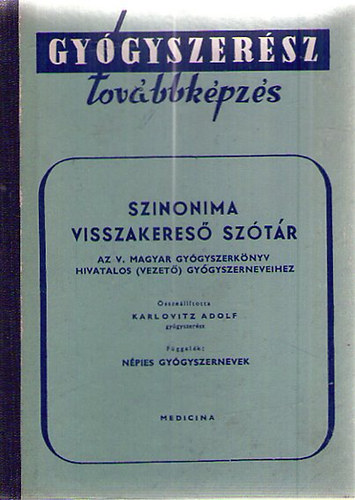 GYÓGYSZERÉSZ
továbbképzés
SZINONIMA
VISSZAKERESŐ SZÓTÁR
AZ V. MAGYAR GYÓGYSZERKÖNYV
HIVATALOS (VEZETŐ) GYÓGYSZERNEVEIHEZ
Összeállította
KARLOVITZ ADOLF
gyógyszerész
Függelék:
NÉPIES GYÓGYSZERNEVEK
MEDICINA